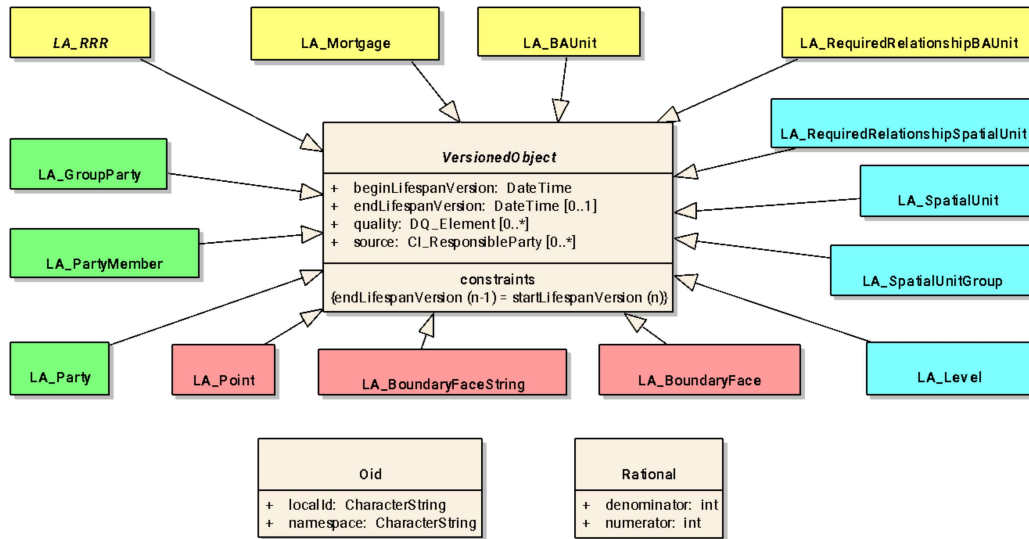 LA_RRR
LA_Mortgage
LA_BAUnit
LA_RequiredRelationshipBAUnit
LA_GroupParty
LA_RequiredRelationshipSpatialUnit
VersionedObject
+ beginLifespanVersion: DateTime
+ endLifespanVersion: DateTime [0..1]
+ quality: DQ_Element [0..*]
+ source: CI_ResponsibleParty [0..*]
constraints
{endLifespanVersion (n-1) = startLifespanVersion (n)}
LA_SpatialUnit
LA_PartyMember
LA_SpatialUnitGroup
LA_Party
LA_Point
LA_BoundaryFaceString
LA_BoundaryFace
LA_Level
Oid
+ localId: CharacterString
+ namespace: CharacterString
Rational
+ denominator: int
+ numerator: int